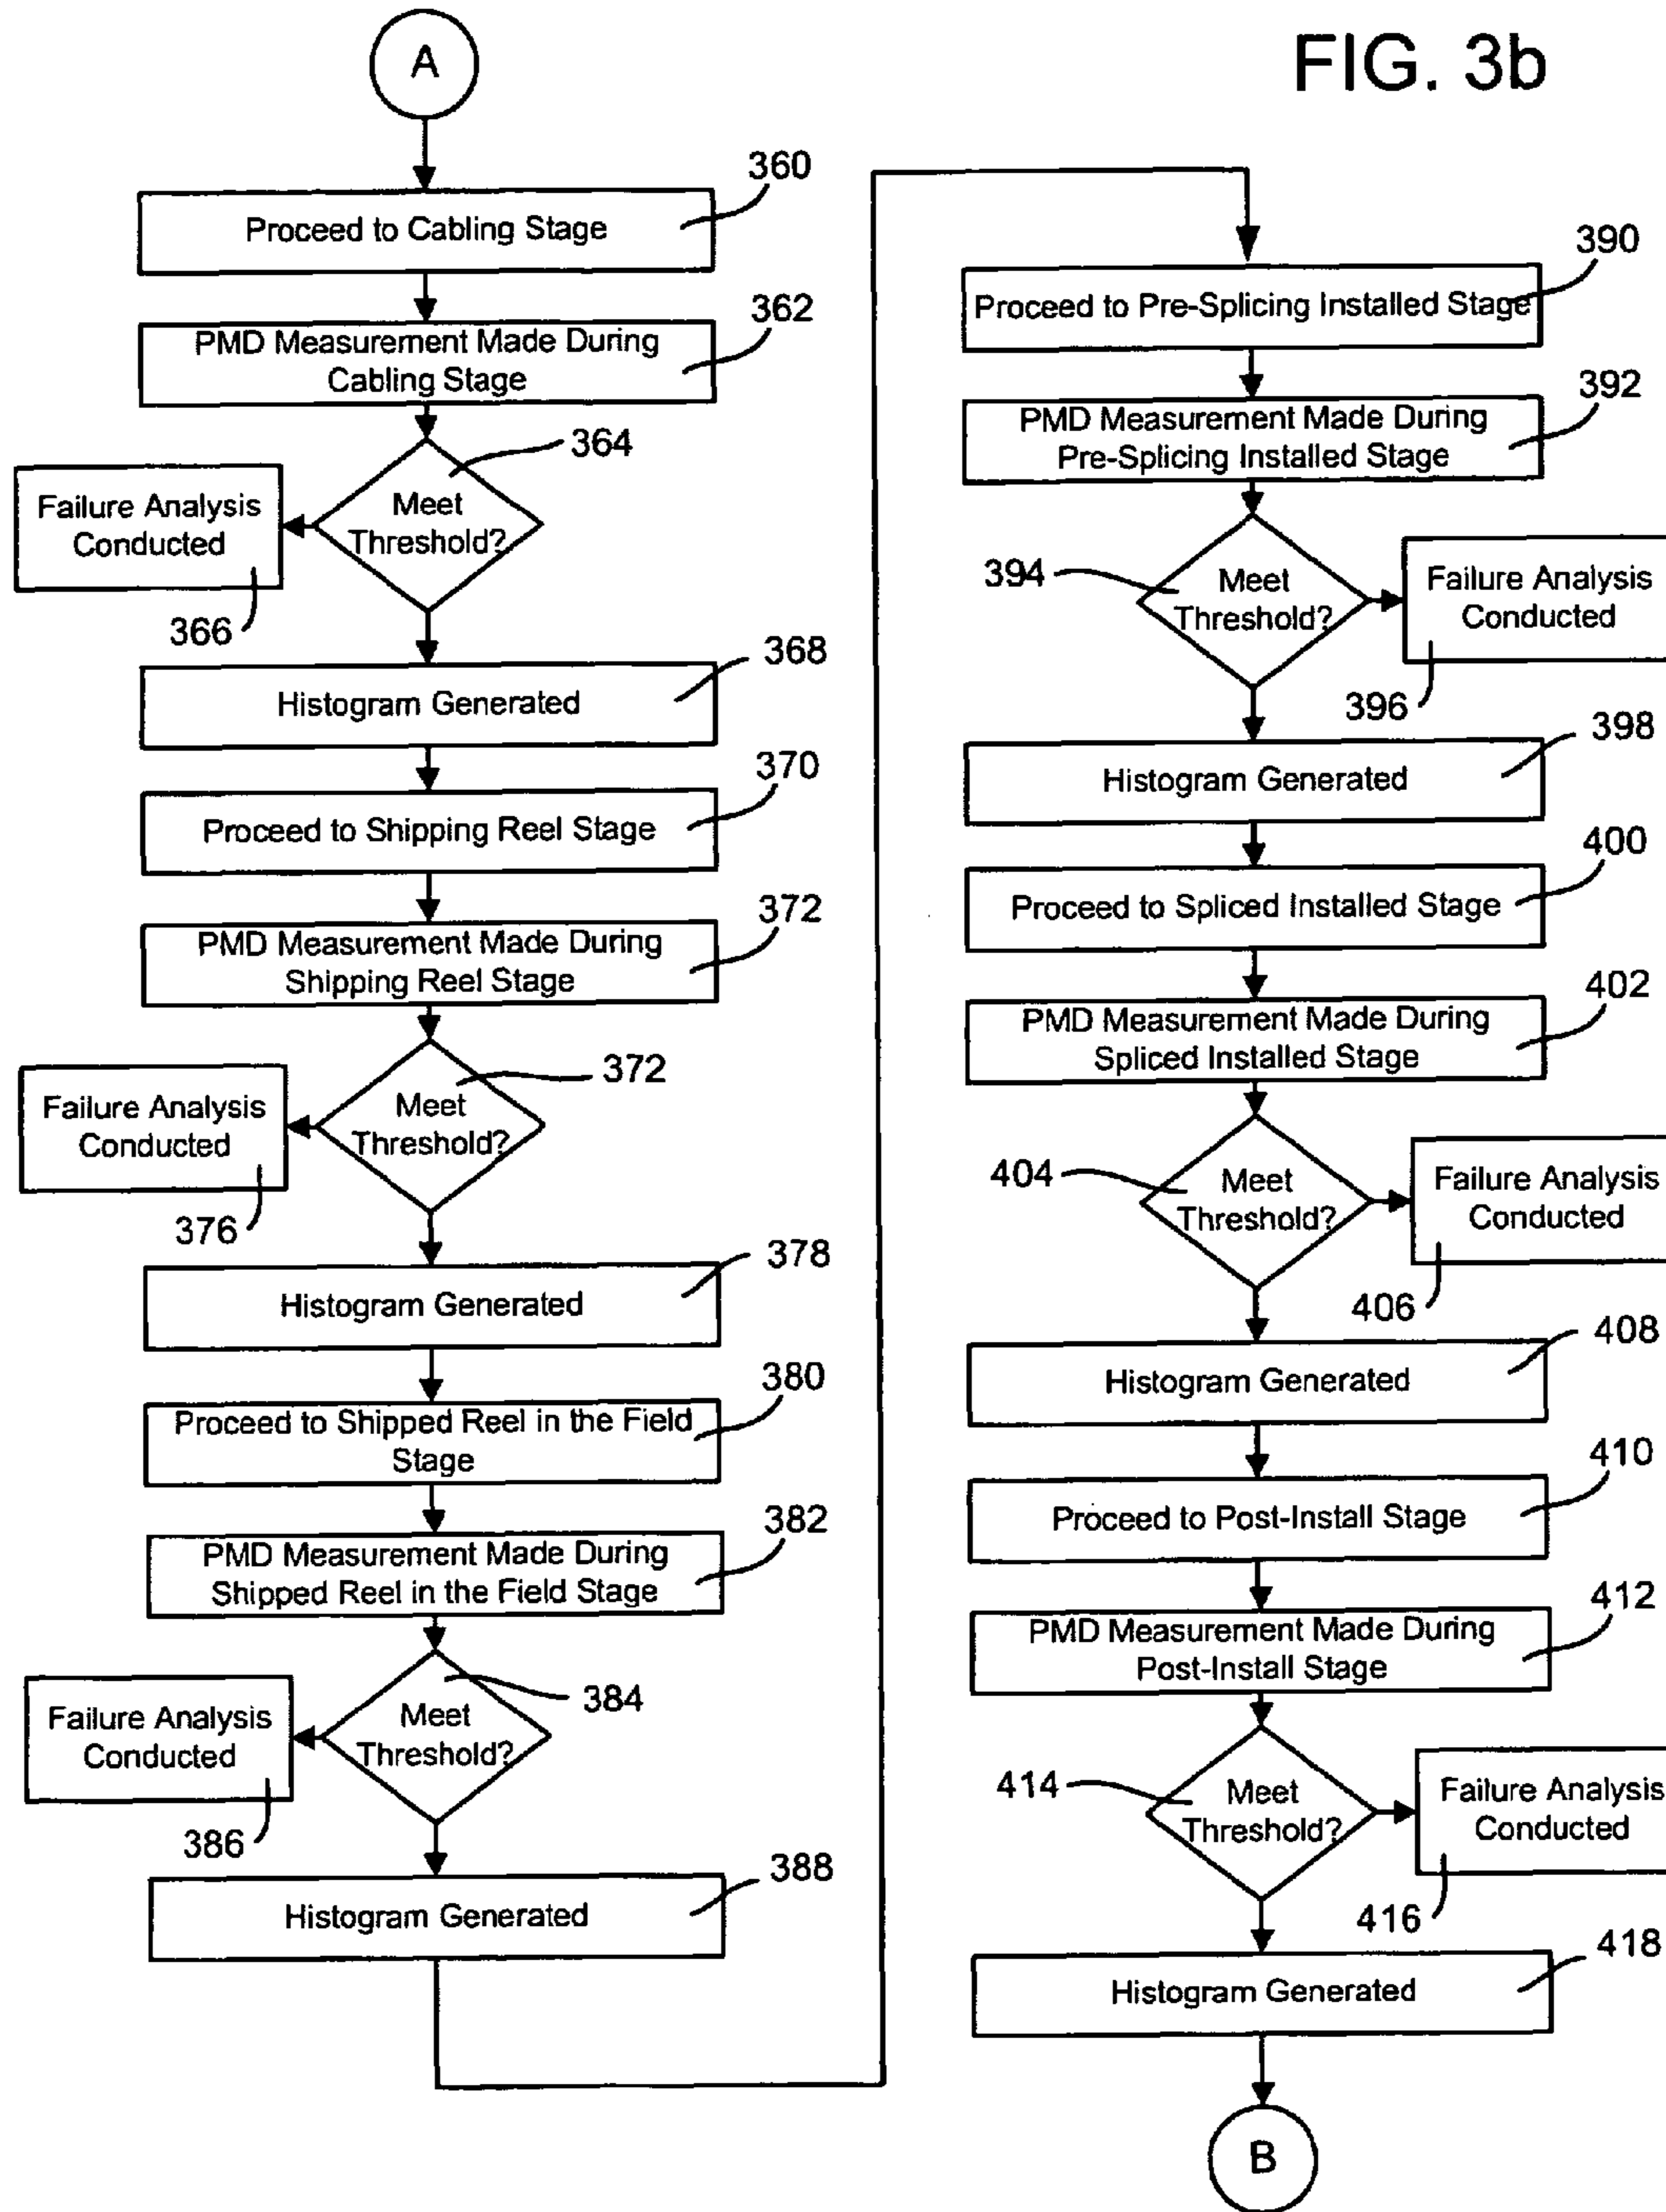 FIG. 3b
A
360
Proceed to Cabling Stage
362
PMD Measurement Made During
Cabling Stage
364
Meet
Threshold?
Failure Analysis
Conducted
366
368
Histogram Generated
370
Proceed to Shipping Reel Stage
372
PMD Measurement Made During
Shipping Reel Stage
372
Meet
Threshold?
Failure Analysis
Conducted
376
378
Histogram Generated
380
Proceed to Shipped Reel in the Field
Stage
382
PMD Measurement Made During
Shipped Reel in the Field Stage
384
Meet
Threshold?
Failure Analysis
Conducted
386
388
Histogram Generated
390
Proceed to Pre-Splicing Installed Stage
392
PMD Measurement Made During
Pre-Splicing Installed Stage
394
Meet
Threshold?
Failure Analysis
Conducted
396
398
Histogram Generated
400
Proceed to Spliced Installed Stage
402
PMD Measurement Made During
Spliced Installed Stage
404
Meet
Threshold?
Failure Analysis
Conducted
406
408
Histogram Generated
410
Proceed to Post-Install Stage
412
PMD Measurement Made During
Post-Install Stage
414
Meet
Threshold?
Failure Analysis
Conducted
416
418
Histogram Generated
B